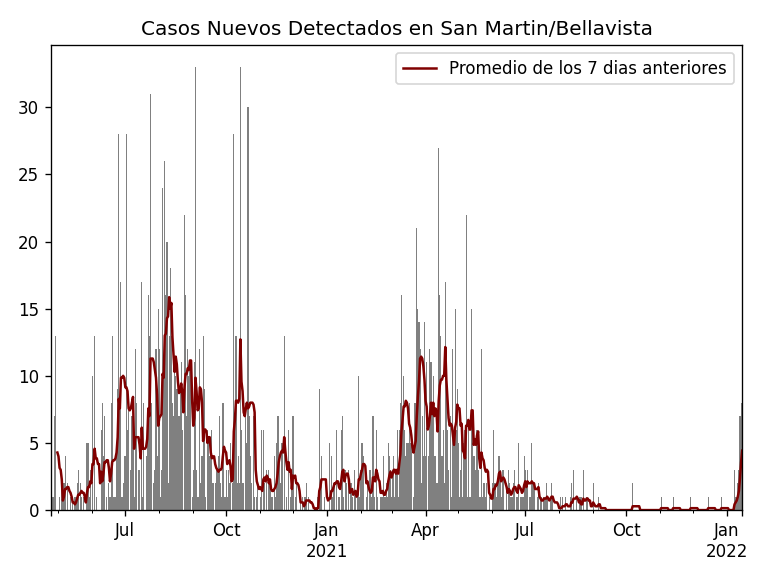 Casos Nuevos Detectados en San Martin/Bellavista
Promedio de los 7 dias anteriores
30
25
20
15
10
5
0
Jul Oct Jan Apr Jul Oct Jan
2021 2022